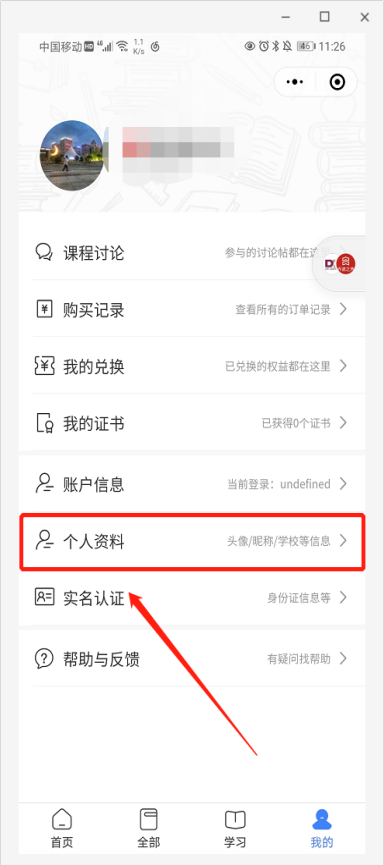 中国移动 HD 46 1.1 K/s 46 11:26
课程讨论 参与的讨论帖都在这
购买记录 查看所有的订单记录
我的兑换 已兑换的权益都在这里
我的证书 已获得0个证书
账户信息 当前登录：undefined
个人资料 头像/昵称/学校等信息
实名认证 身份证信息等
帮助与反馈 有疑问找帮助
首页 全部 学习 我的